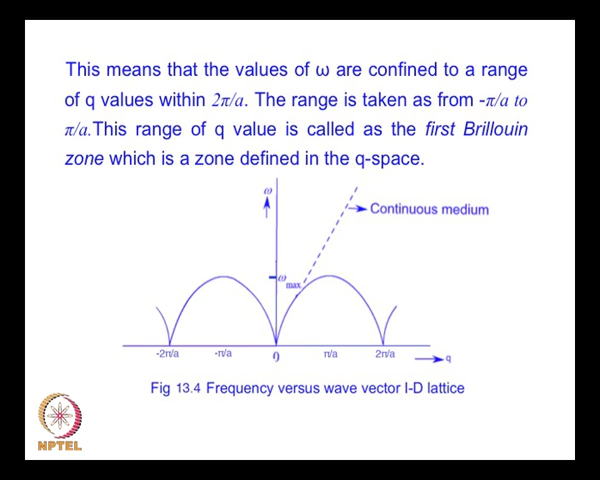 This means that the values of ω are confined to a range
of q values within 2π/a. The range is taken as from -π/a to
π/a.This range of q value is called as the first Brillouin
zone which is a zone defined in the q-space.
ω
Continuous medium
ω max
-2π/a -π/a 0 π/a 2π/a q
Fig 13.4 Frequency versus wave vector I-D lattice
NPTEL